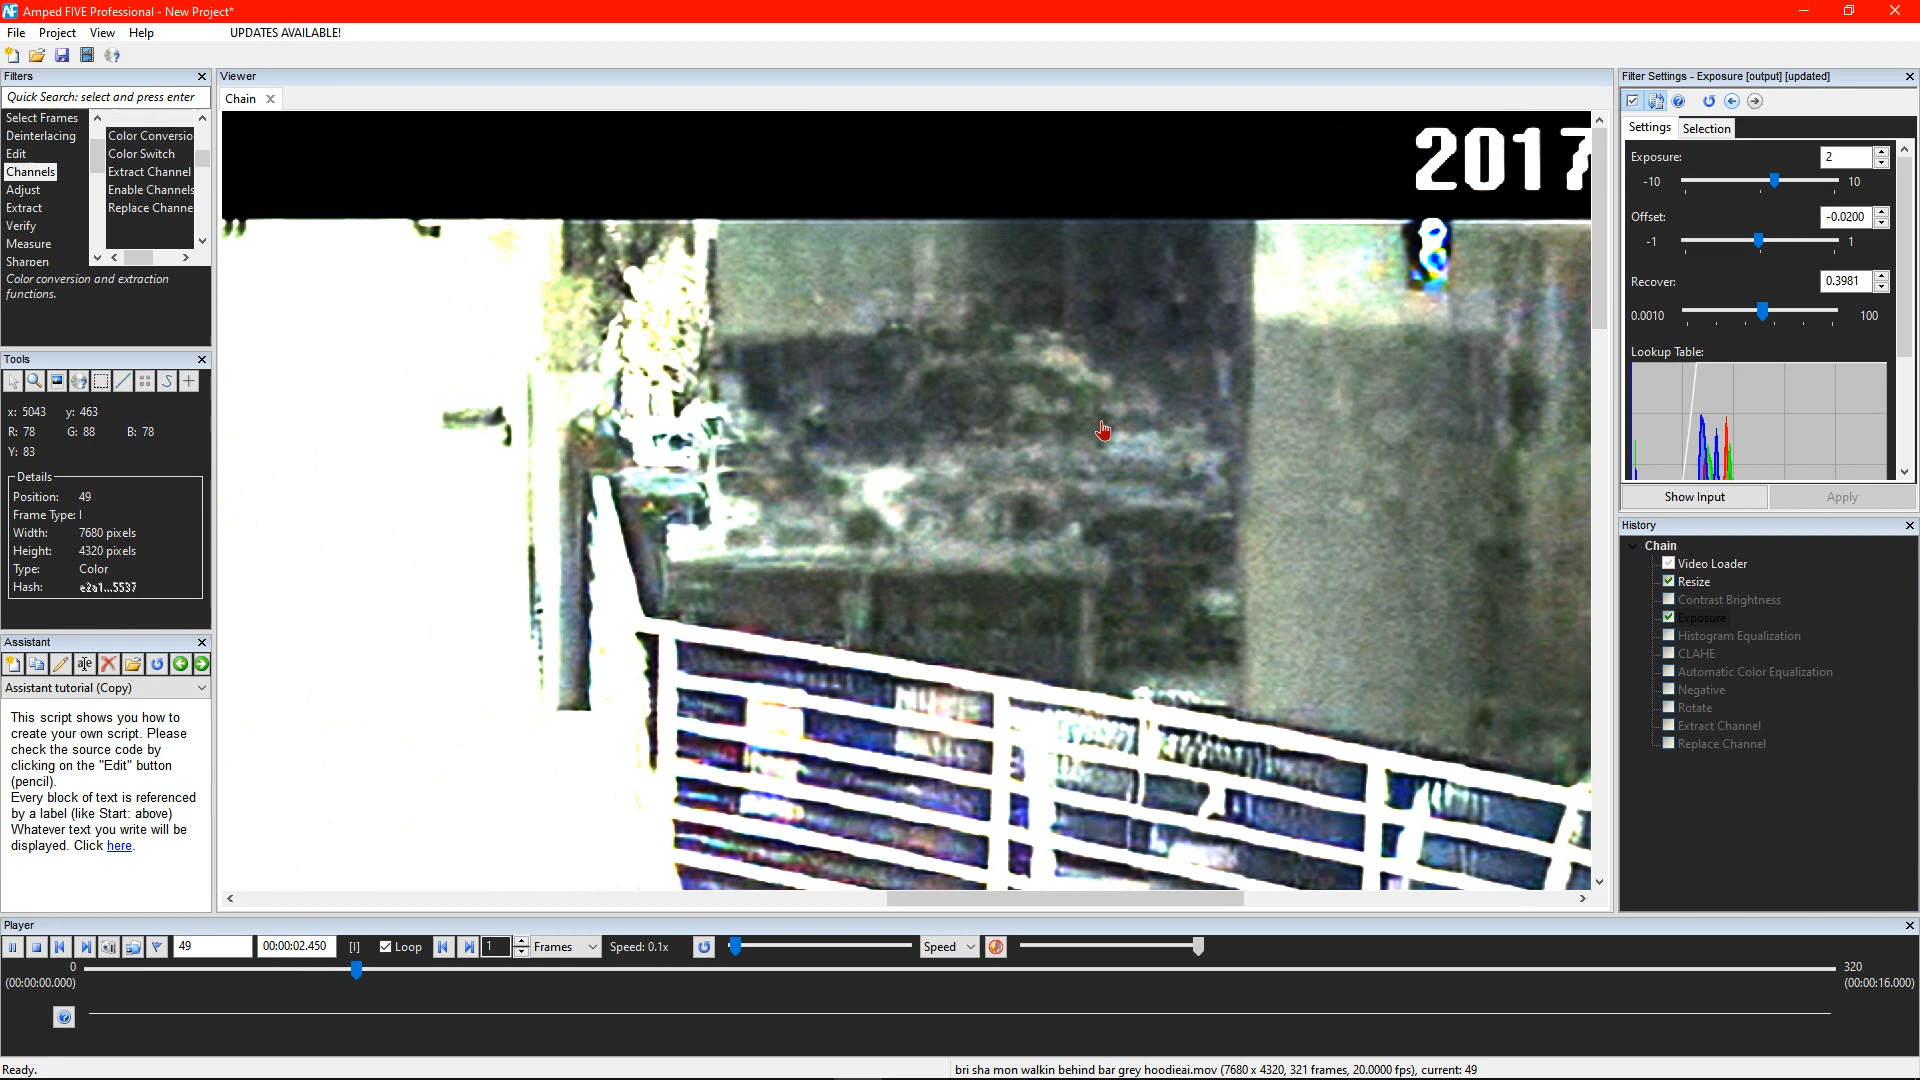 Amped FIVE Professional - New Project*
File Project View Help UPDATES AVAILABLE!
Filters
Quick Search: select and press enter
Select Frames
Deinterlacing
Edit
Channels
Adjust
Extract
Verify
Measure
Sharpen
Color Conversio
Color Switch
Extract Channel
Enable Channels
Replace Channe
Color conversion and extraction
functions.
Tools
x: 5043 y: 463
R: 78 G: 88 B: 78
Y: 83
Details
Position: 49
Frame Type: I
Width: 7680 pixels
Height: 4320 pixels
Type: Color
Hash: e2a1...5537
Assistant
Assistant tutorial (Copy)
This script shows you how to
create your own script. Please
check the source code by
clicking on the "Edit" button
(pencil).
Every block of text is referenced
by a label (like Start: above)
Whatever text you write will be
displayed. Click here.
Viewer
Chain
2017
Filter Settings - Exposure [output] [updated]
Settings Selection
Exposure: 2
-10 10
Offset: -0.0200
-1 1
Recover: 0.3981
0.0010 100
Lookup Table:
Show Input Apply
History
Chain
Video Loader
Resize
Contrast Brightness
Exposure
Histogram Equalization
CLAHE
Automatic Color Equalization
Negative
Rotate
Extract Channel
Replace Channel
Player
49 00:00:02.450 [I] Loop 1 Frames Speed: 0.1x Speed
0 320
(00:00:00.000) (00:00:16.000)
Ready. bri sha mon walkin behind bar grey hoodieai.mov (7680 x 4320, 321 frames, 20.0000 fps), current: 49